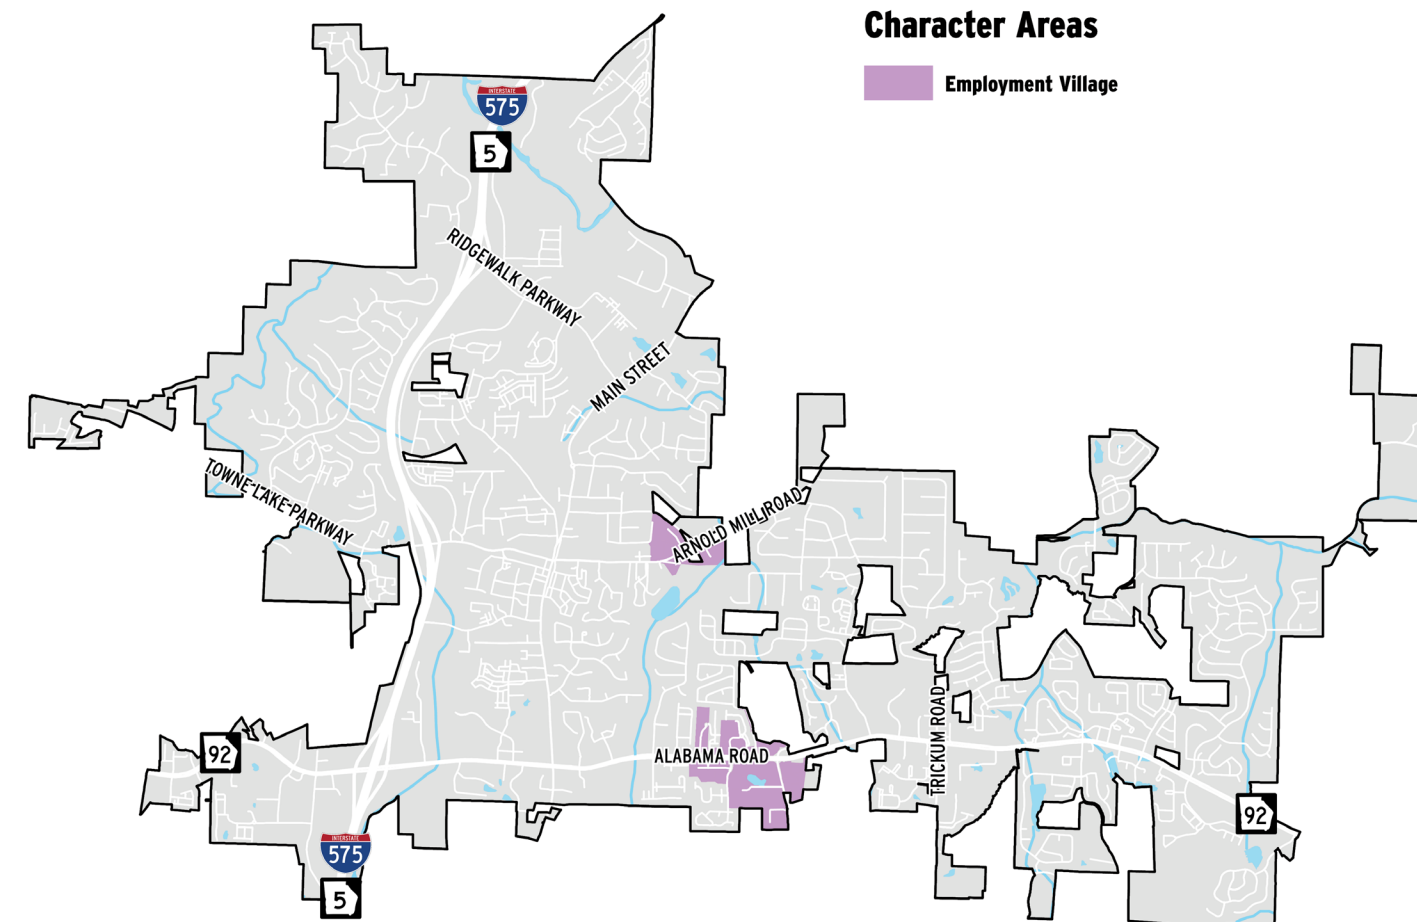 Character Areas
Employment Village
INTERSTATE
575
5
RIDGEWALK PARKWAY
MAIN STREET
TOWNE LAKE PARKWAY
ARNOLD MILL ROAD
TRICKUM ROAD
92
ALABAMA ROAD
92
INTERSTATE
575
5